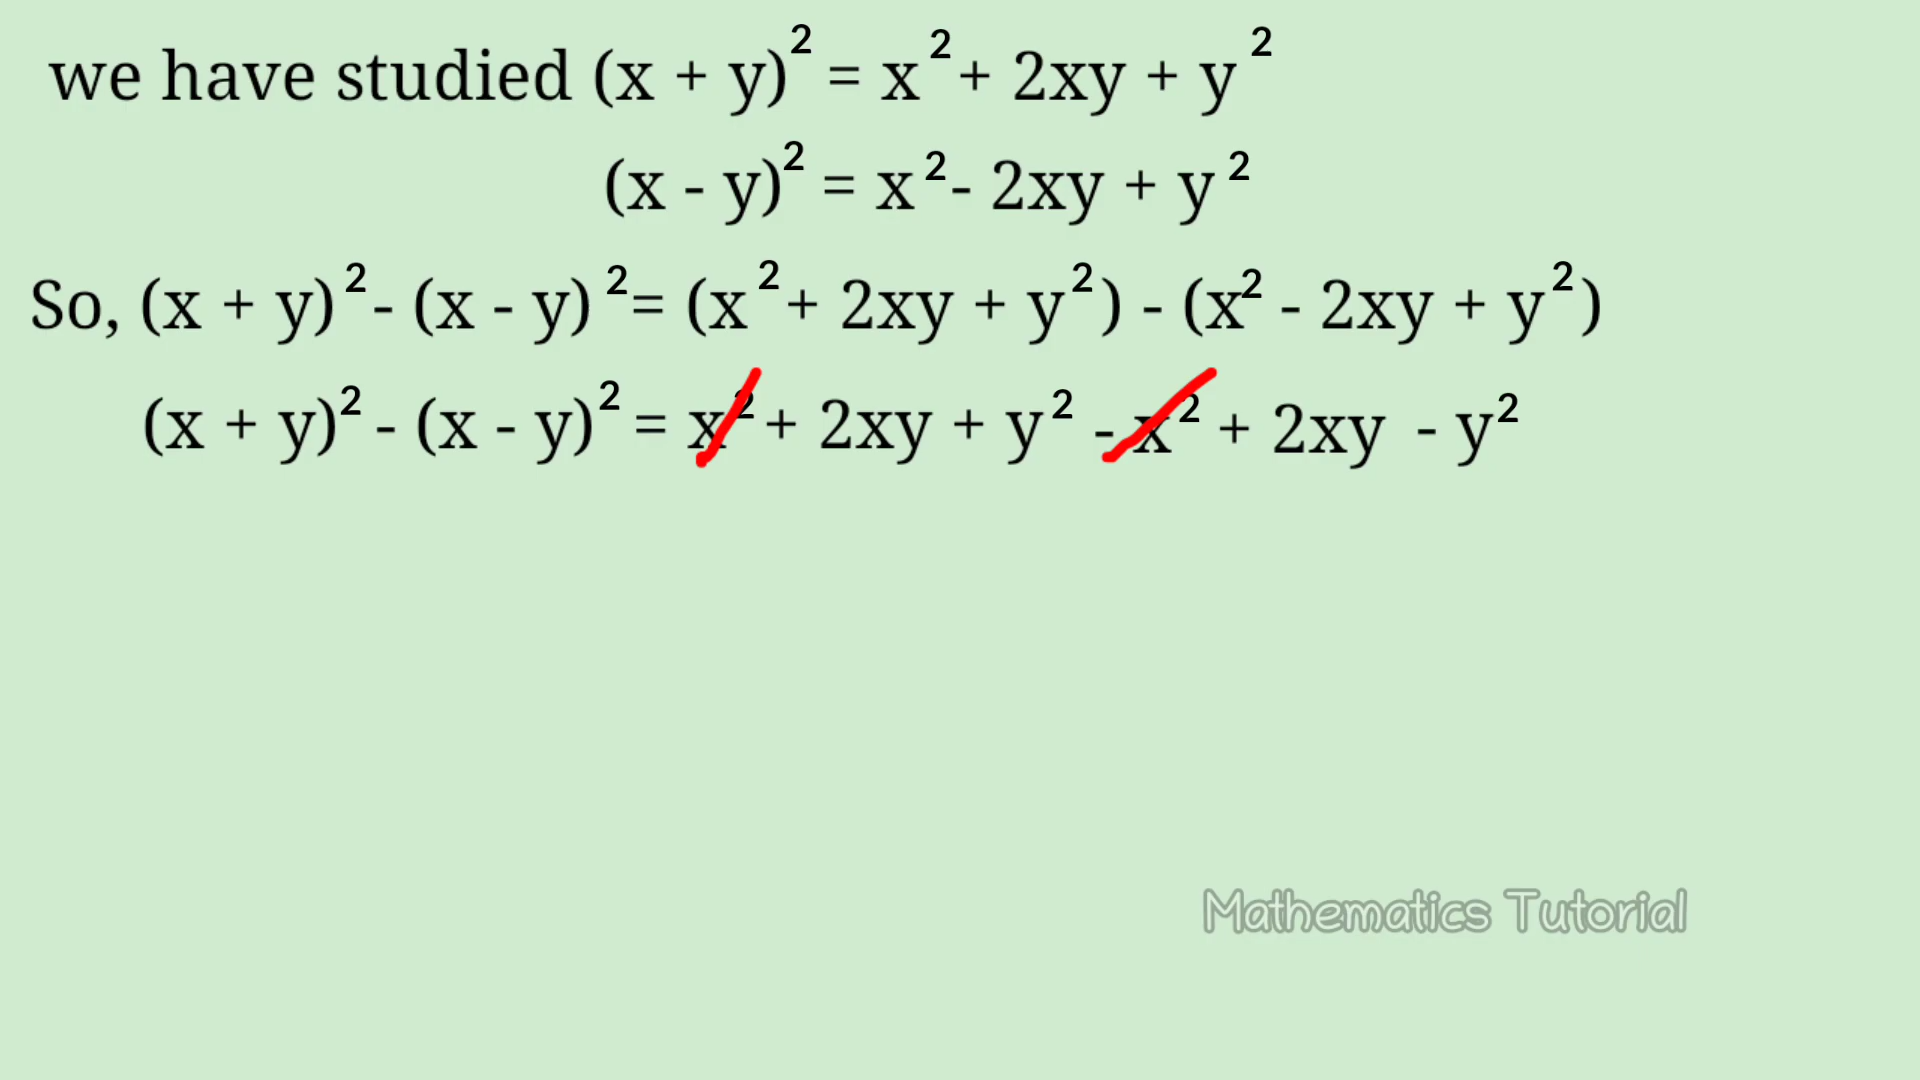 we have studied (x + y)² = x² + 2xy + y²
(x - y)² = x² - 2xy + y²
So, (x + y)² - (x - y)² = (x² + 2xy + y²) - (x² - 2xy + y²)
(x + y)² - (x - y)² = x² + 2xy + y² - x² + 2xy - y²
Mathematics Tutorial